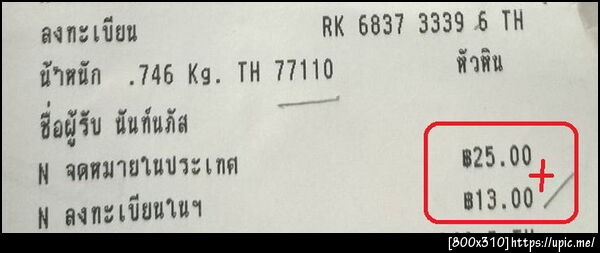 ลงทะเบียน RK 6837 3339 6 TH
น้ำหนัก .746 Kg. TH 77110 หัวหิน
ชื่อผู้รับ นันท์นภัส
N จดหมายในประเทศ ฿25.00
+
N ลงทะเบียนในฯ ฿13.00
[800x310] https://upic.me/